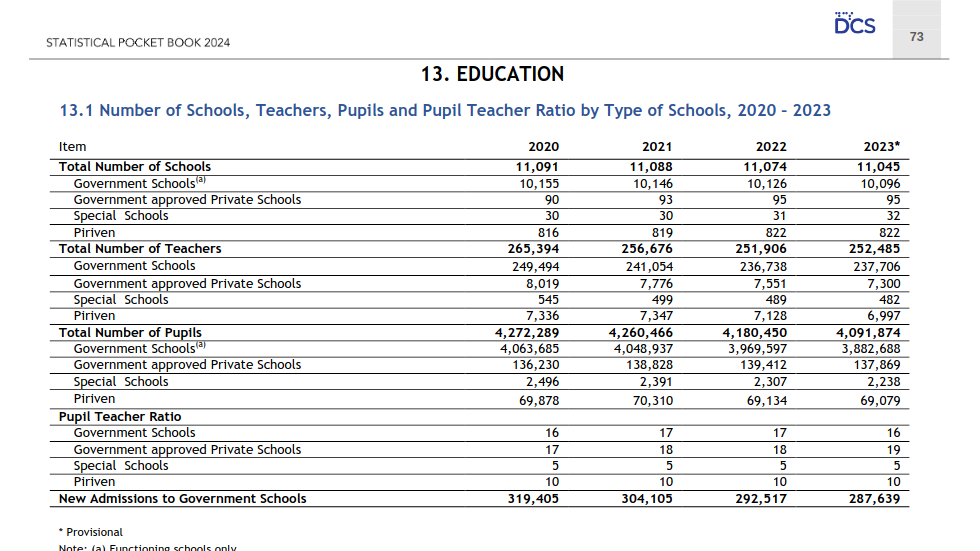 DCS
73
STATISTICAL POCKET BOOK 2024
13. EDUCATION
13.1 Number of Schools, Teachers, Pupils and Pupil Teacher Ratio by Type of Schools, 2020 – 2023
Item 2020 2021 2022 2023*
Total Number of Schools 11,091 11,088 11,074 11,045
Government Schools(a) 10,155 10,146 10,126 10,096
Government approved Private Schools 90 93 95 95
Special Schools 30 30 31 32
Piriven 816 819 822 822
Total Number of Teachers 265,394 256,676 251,906 252,485
Government Schools 249,494 241,054 236,738 237,706
Government approved Private Schools 8,019 7,776 7,551 7,300
Special Schools 545 499 489 482
Piriven 7,336 7,347 7,128 6,997
Total Number of Pupils 4,272,289 4,260,466 4,180,450 4,091,874
Government Schools(a) 4,063,685 4,048,937 3,969,597 3,882,688
Government approved Private Schools 136,230 138,828 139,412 137,869
Special Schools 2,496 2,391 2,307 2,238
Piriven 69,878 70,310 69,134 69,079
Pupil Teacher Ratio
Government Schools 16 17 17 16
Government approved Private Schools 17 18 18 19
Special Schools 5 5 5 5
Piriven 10 10 10 10
New Admissions to Government Schools 319,405 304,105 292,517 287,639
* Provisional
Note: (a) Functioning schools only